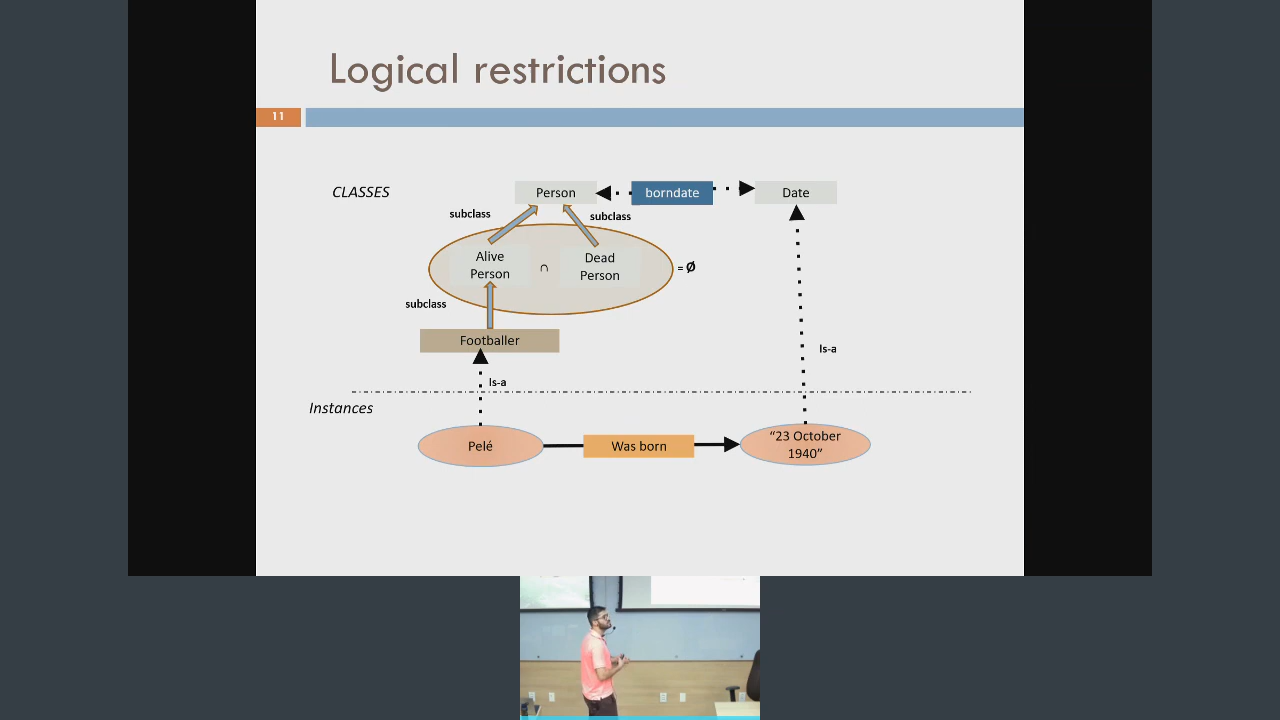 Logical restrictions
11
CLASSES
Person
borndate
Date
subclass
subclass
Alive
Person
∩
Dead
Person
= Ø
subclass
Footballer
Is-a
Is-a
Instances
Pelé
Was born
“23 October
1940”